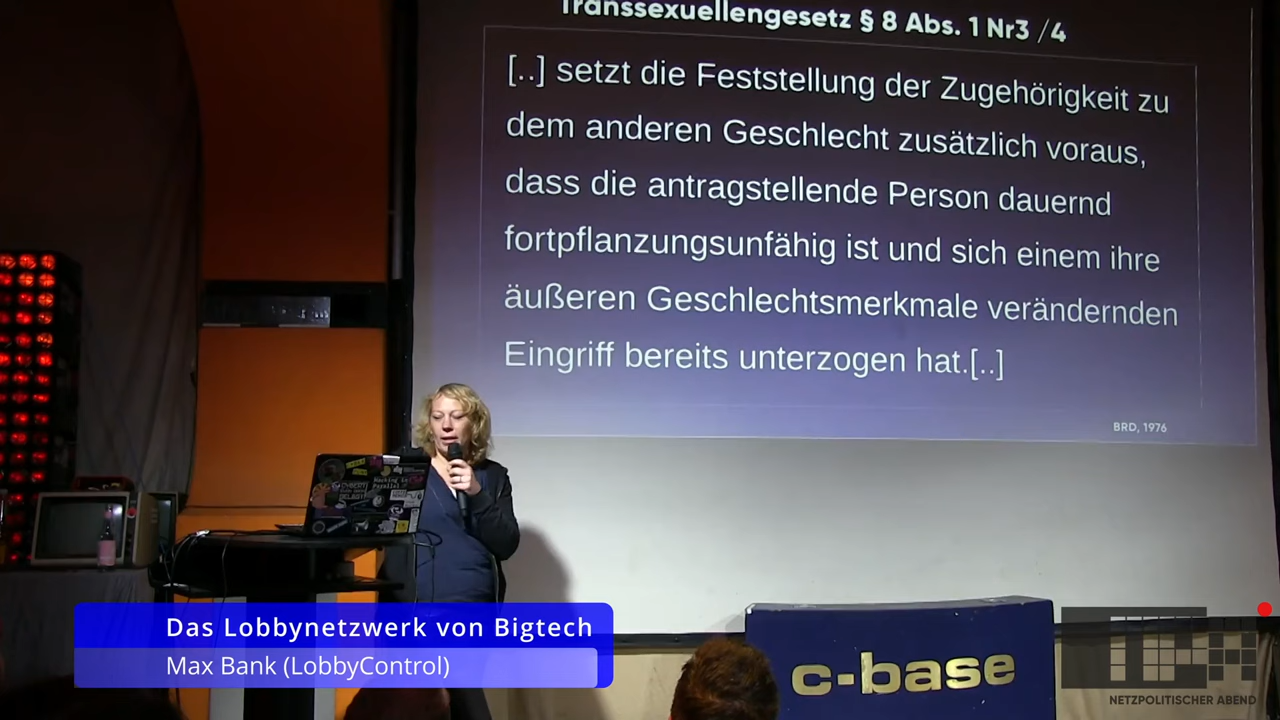 Transsexuellengesetz § 8 Abs. 1 Nr3 /4
[..] setzt die Feststellung der Zugehörigkeit zu
dem anderen Geschlecht zusätzlich voraus,
dass die antragstellende Person dauernd
fortpflanzungsunfähig ist und sich einem ihre
äußeren Geschlechtsmerkmale verändernden
Eingriff bereits unterzogen hat.[..]
BRD, 1976
Das Lobbynetzwerk von Bigtech
Max Bank (LobbyControl)
c-base
NETZPOLITISCHER ABEND